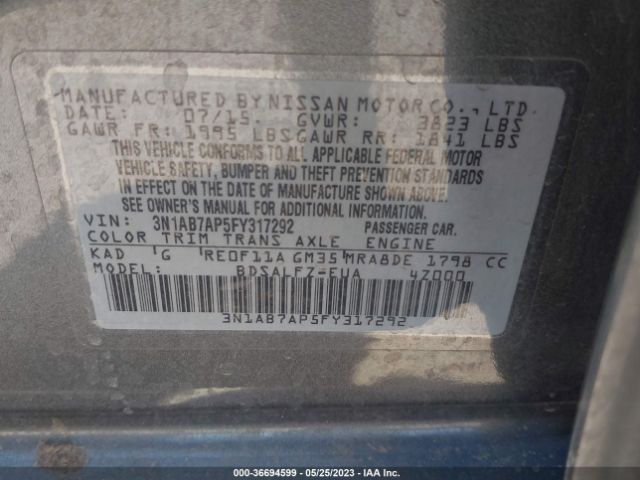 MANUFACTURED BY NISSAN MOTOR CO., LTD.
DATE: 07/15 GVWR: 3823 LBS
GAWR FR: 1995 LBS GAWR RR: 1841 LBS
THIS VEHICLE CONFORMS TO ALL APPLICABLE FEDERAL MOTOR
VEHICLE SAFETY, BUMPER AND THEFT PREVENTION STANDARDS
IN EFFECT ON THE DATE OF MANUFACTURE SHOWN ABOVE.
SEE OWNER'S MANUAL FOR ADDITIONAL INFORMATION.
VIN: 3N1AB7AP5FY317292 PASSENGER CAR.
COLOR TRIM TRANS AXLE ENGINE
KAD G RE0F11A GM35 MRA8DE 1798 CC
MODEL: BDSALFZ-EUA 4Z000
3N1AB7AP5FY317292
000-36694599 - 05/25/2023 - IAA Inc.